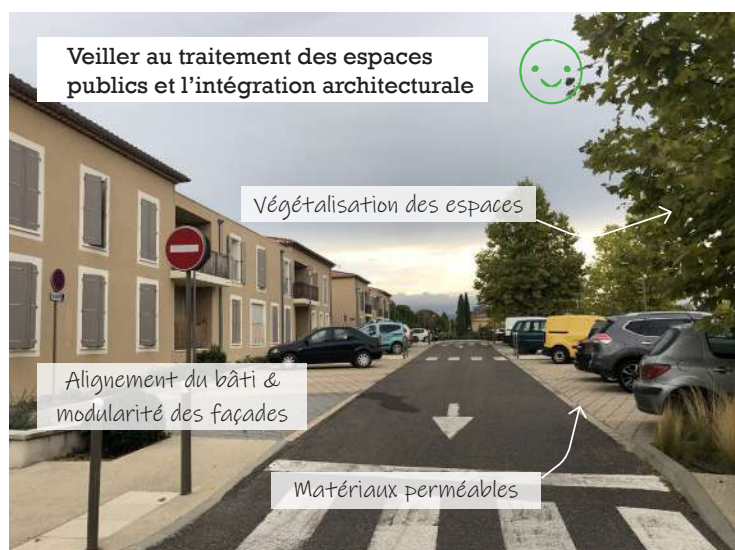 Veiller au traitement des espaces
publics et l'intégration architecturale
Végétalisation des espaces
Alignement du bâti &
modularité des façades
Matériaux perméables